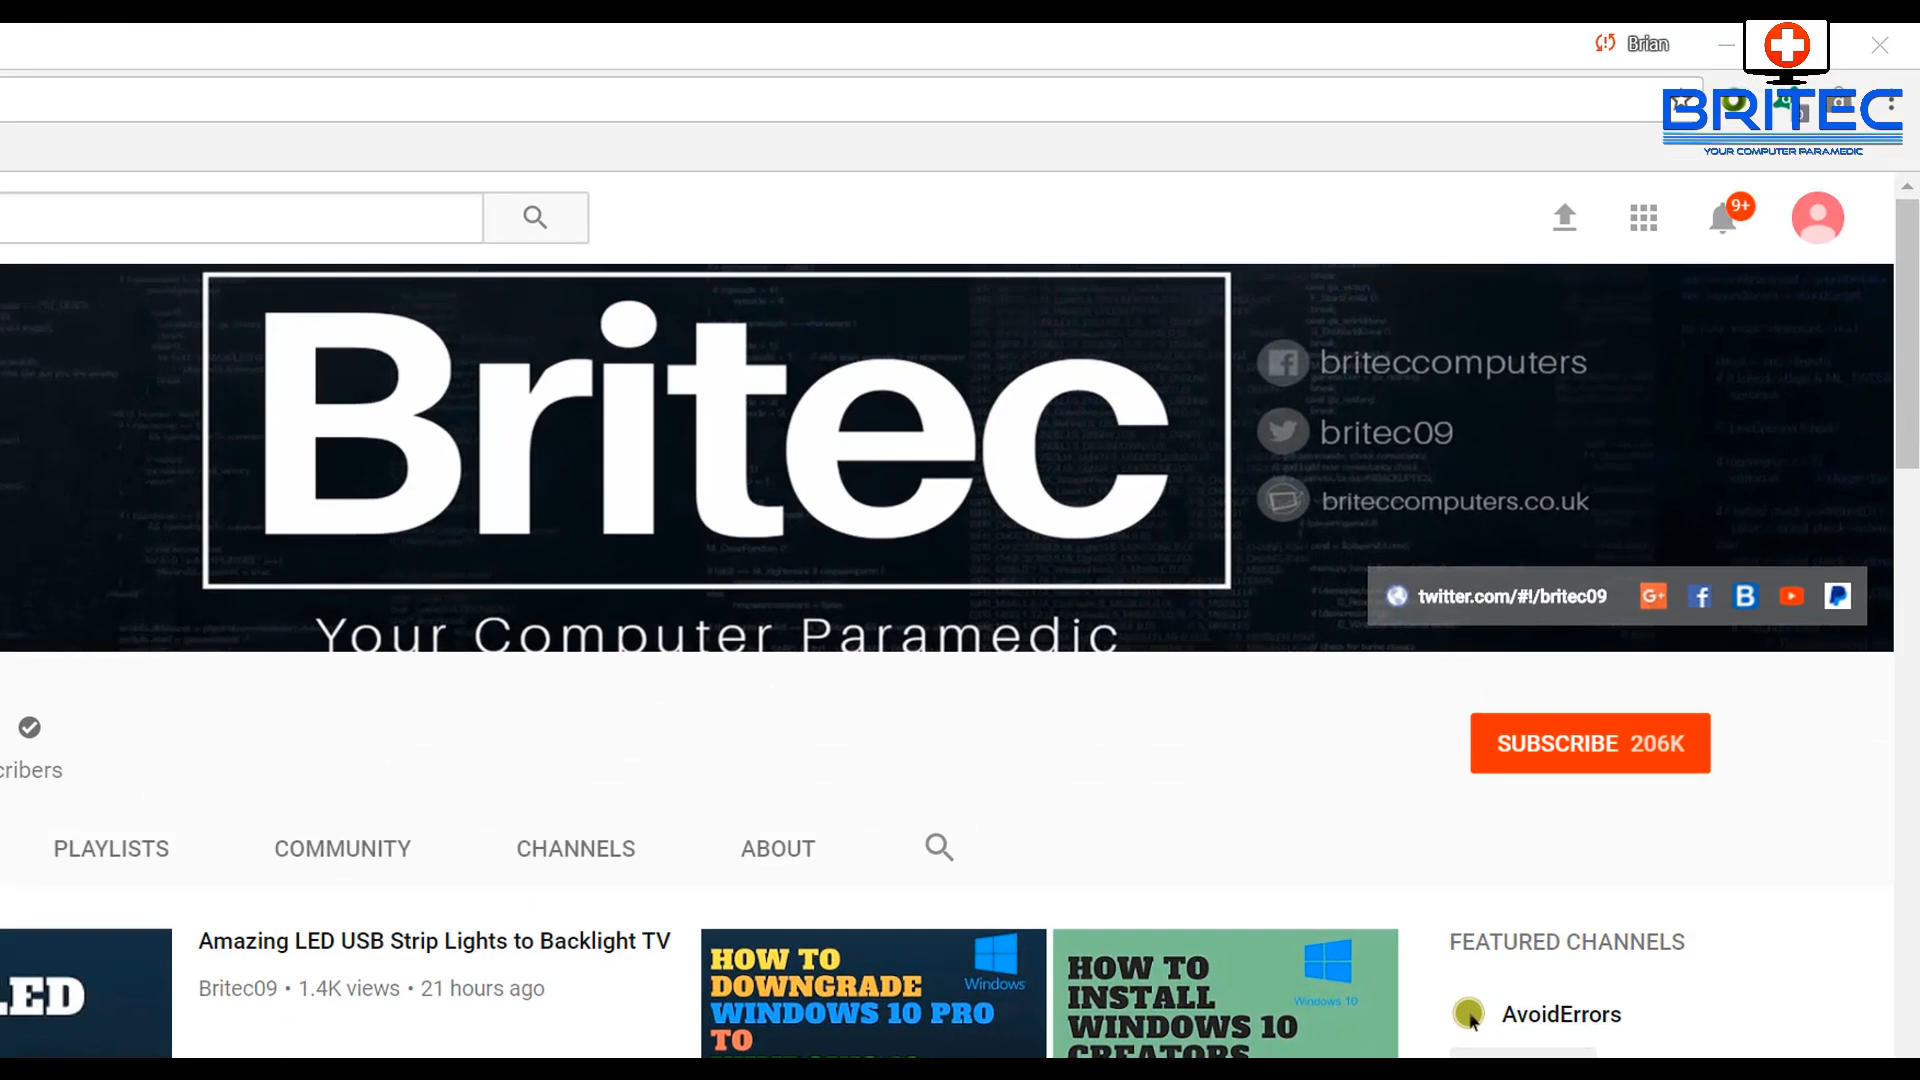 Brian
BRITEC
YOUR COMPUTER PARAMEDIC
9+
Britec
briteccomputers
britec09
briteccomputers.co.uk
twitter.com/#!/britec09
G+
B
Your Computer Paramedic
cribers
SUBSCRIBE 206K
PLAYLISTS
COMMUNITY
CHANNELS
ABOUT
LED
Amazing LED USB Strip Lights to Backlight TV
Britec09 • 1.4K views • 21 hours ago
HOW TO
DOWNGRADE
WINDOWS 10 PRO
TO
Windows
HOW TO
INSTALL
WINDOWS 10
CREATORS
Windows 10
FEATURED CHANNELS
AvoidErrors